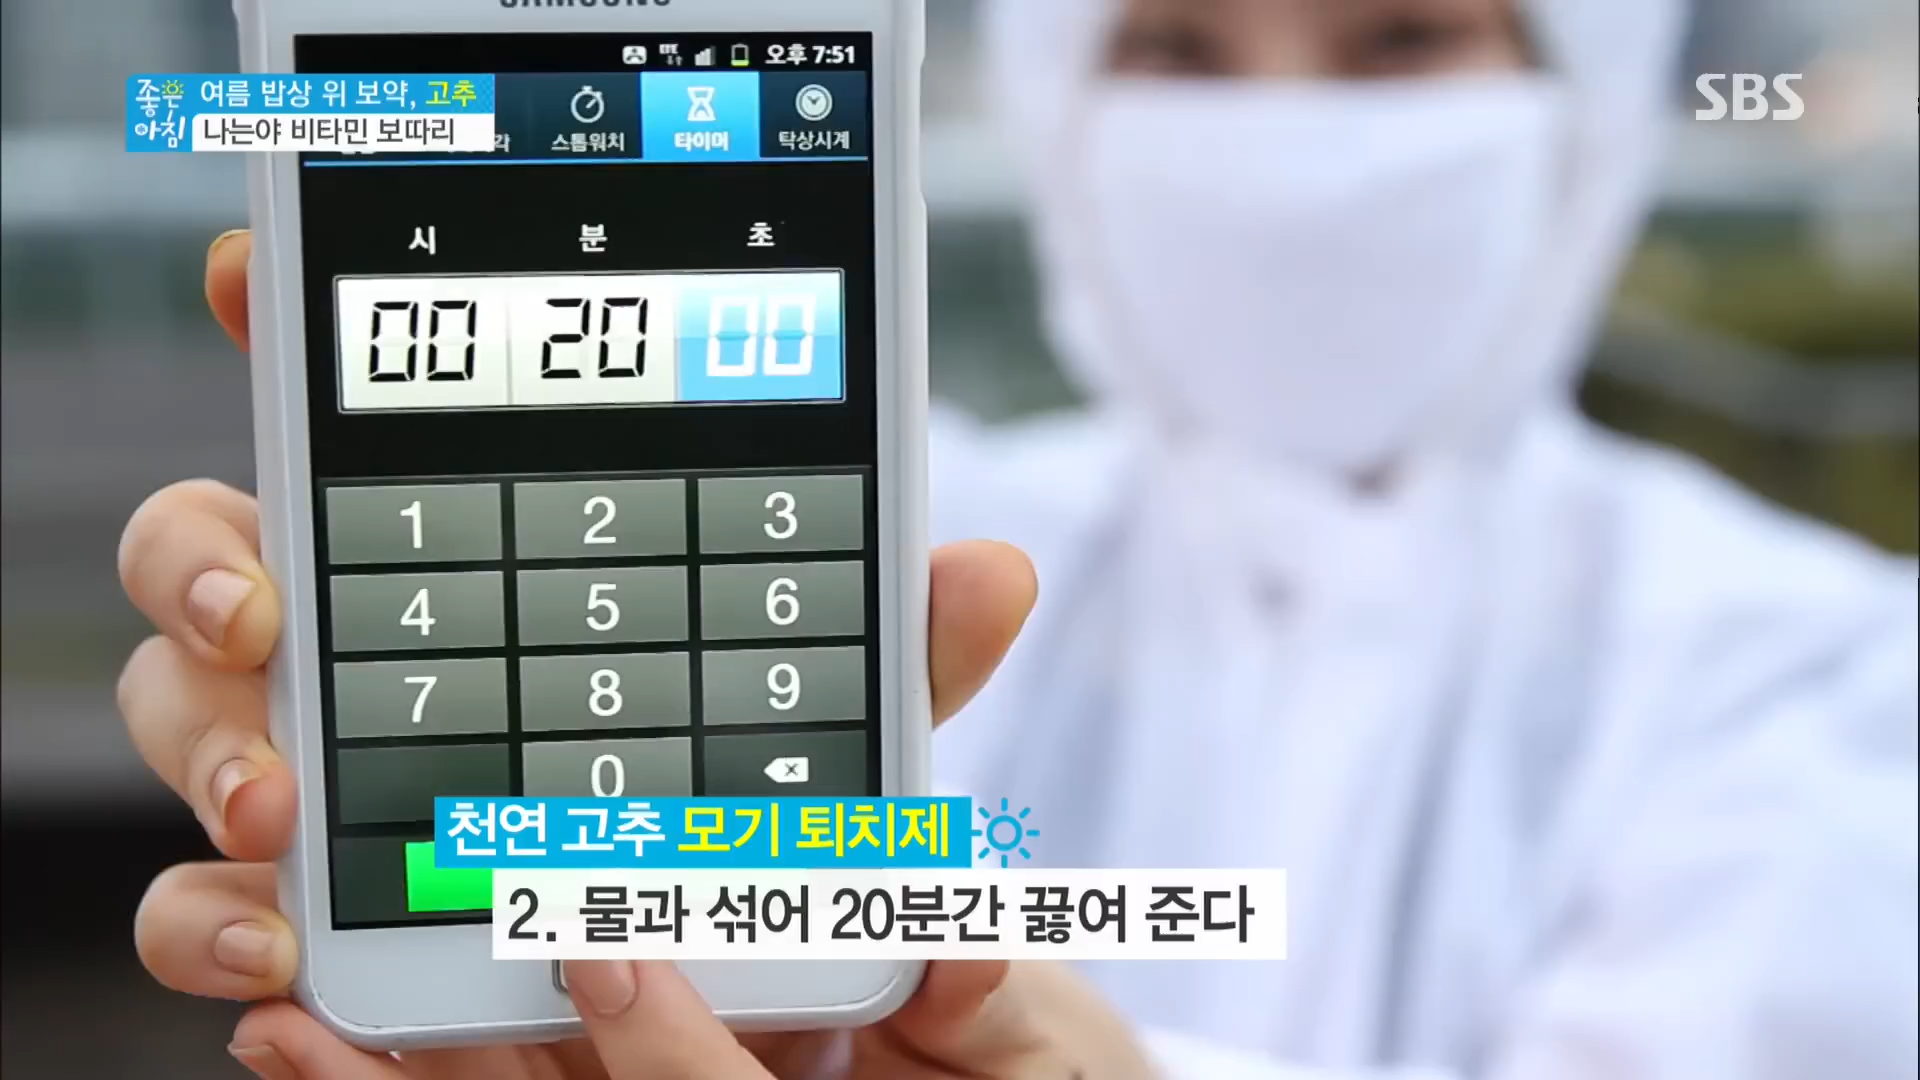 SAMSUNG
오후 7:51
좋은
아침
여름 밥상 위 보약, 고추
나는야 비타민 보따리
SBS
스톱워치
타이머
탁상시계
시 분 초
00 20 00
1 2 3
4 5 6
7 8 9
0
천연 고추 모기 퇴치제
2. 물과 섞어 20분간 끓여 준다